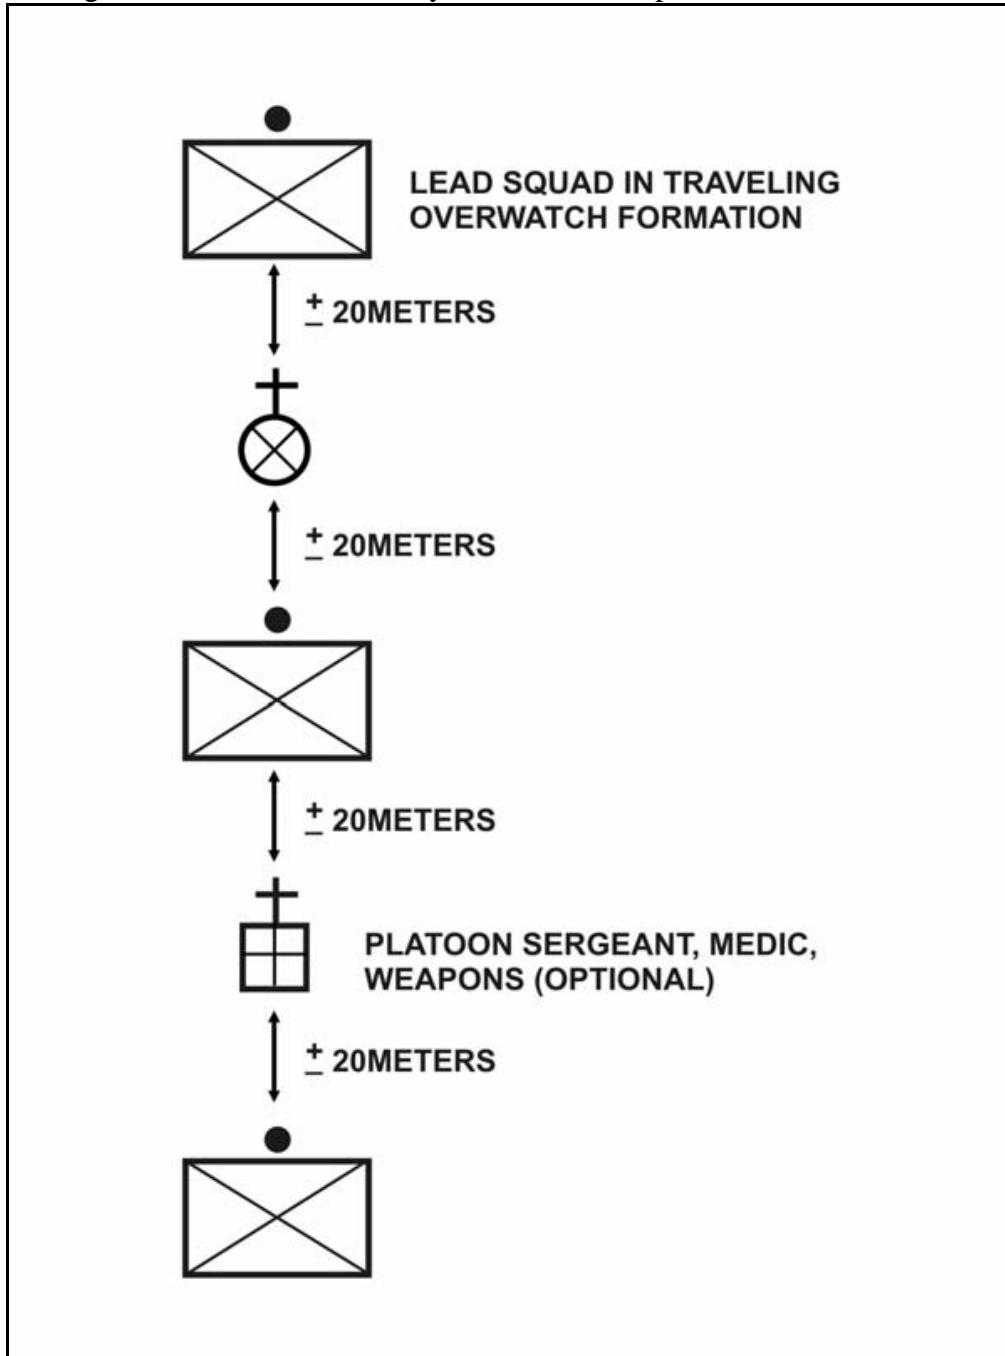 LEAD SQUAD IN TRAVELING
OVERWATCH FORMATION
± 20METERS
± 20METERS
± 20METERS
PLATOON SERGEANT, MEDIC,
WEAPONS (OPTIONAL)
± 20METERS